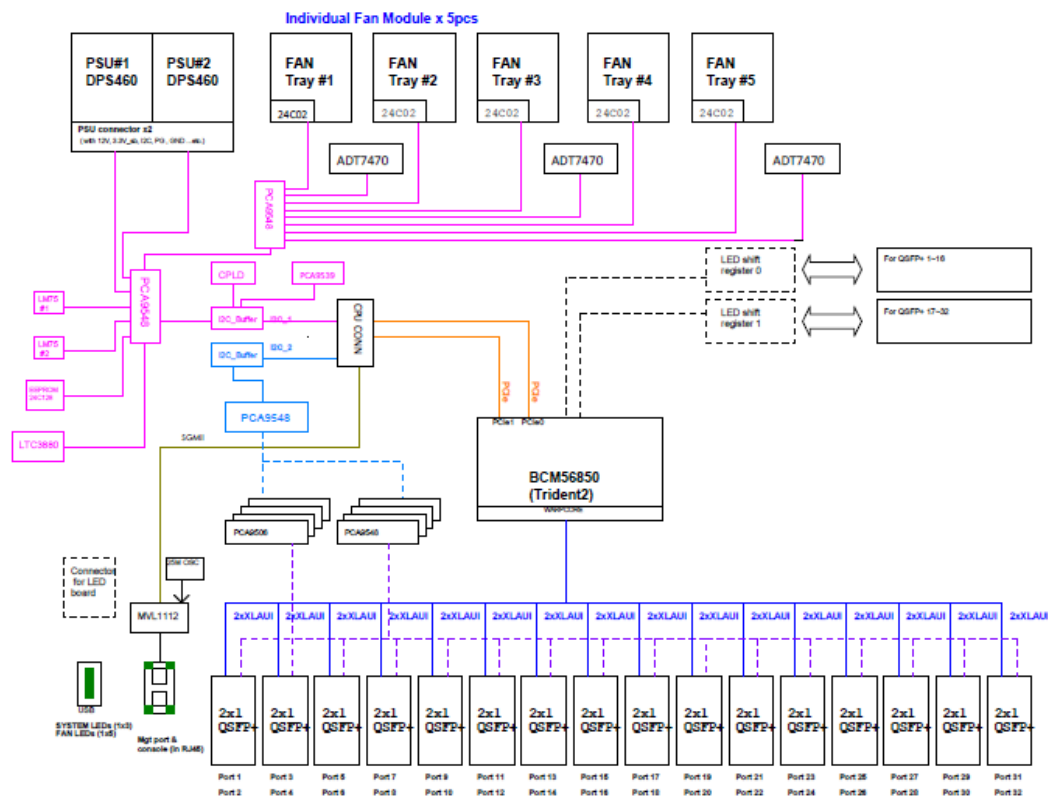 Individual Fan Module x 5pcs
PSU#1
DPS460
PSU#2
DPS460
PSU connector x2
(with 12V, 3.3V_sb, I2C, PG, GND ...etc.)
FAN
Tray #1
24C02
FAN
Tray #2
24C02
FAN
Tray #3
24C02
FAN
Tray #4
24C02
FAN
Tray #5
24C02
ADT7470
ADT7470
ADT7470
PCA9548
LED shift
register 0
For QSFP+ 1~16
LED shift
register 1
For QSFP+ 17~32
PCA9548
CPLD
PCA9539
LM75
#1
LM75
#2
I2C_Buffer
I2C_1
I2C_Buffer
I2C_2
CPU CONN
EEPROM
24C128
LTC3880
PCA9548
SGMII
PCIe
PCIe
PCIe1
PCIe0
BCM56850
(Trident2)
WARPCORE
PCA9506
PCA9548
Connector
for LED
board
25M OSC
MVL1112
2xXLAUI 2xXLAUI 2xXLAUI 2xXLAUI 2xXLAUI 2xXLAUI 2xXLAUI 2xXLAUI 2xXLAUI 2xXLAUI 2xXLAUI 2xXLAUI 2xXLAUI 2xXLAUI 2xXLAUI 2xXLAUI
USB
SYSTEM LEDs (1x3)
FAN LEDs (1x5)
Mgt port &
console (in RJ45)
2x1 2x1 2x1 2x1 2x1 2x1 2x1 2x1 2x1 2x1 2x1 2x1 2x1 2x1 2x1 2x1
QSFP+ QSFP+ QSFP+ QSFP+ QSFP+ QSFP+ QSFP+ QSFP+ QSFP+ QSFP+ QSFP+ QSFP+ QSFP+ QSFP+ QSFP+ QSFP+
Port 1 Port 3 Port 5 Port 7 Port 9 Port 11 Port 13 Port 15 Port 17 Port 19 Port 21 Port 23 Port 25 Port 27 Port 29 Port 31
Port 2 Port 4 Port 6 Port 8 Port 10 Port 12 Port 14 Port 16 Port 18 Port 20 Port 22 Port 24 Port 26 Port 28 Port 30 Port 32